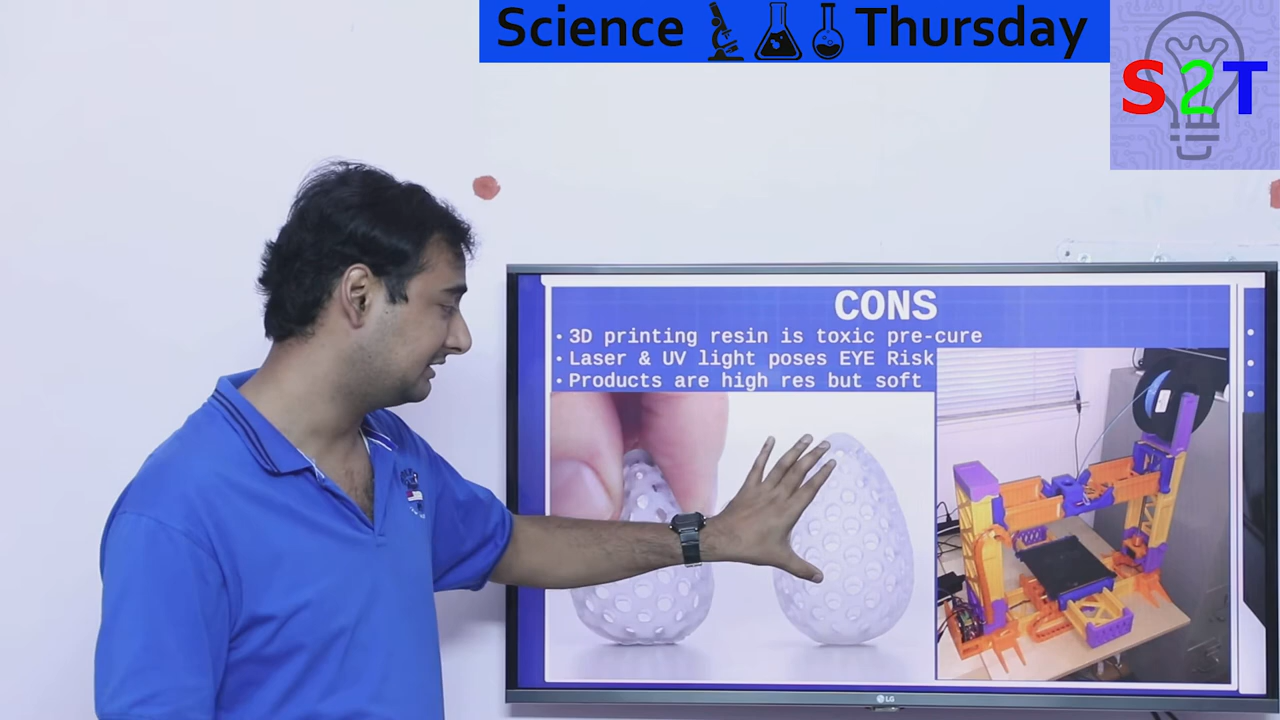 Science Thursday
S2T
CONS
• 3D printing resin is toxic pre-cure
• Laser & UV light poses EYE Risk
• Products are high res but soft
LG